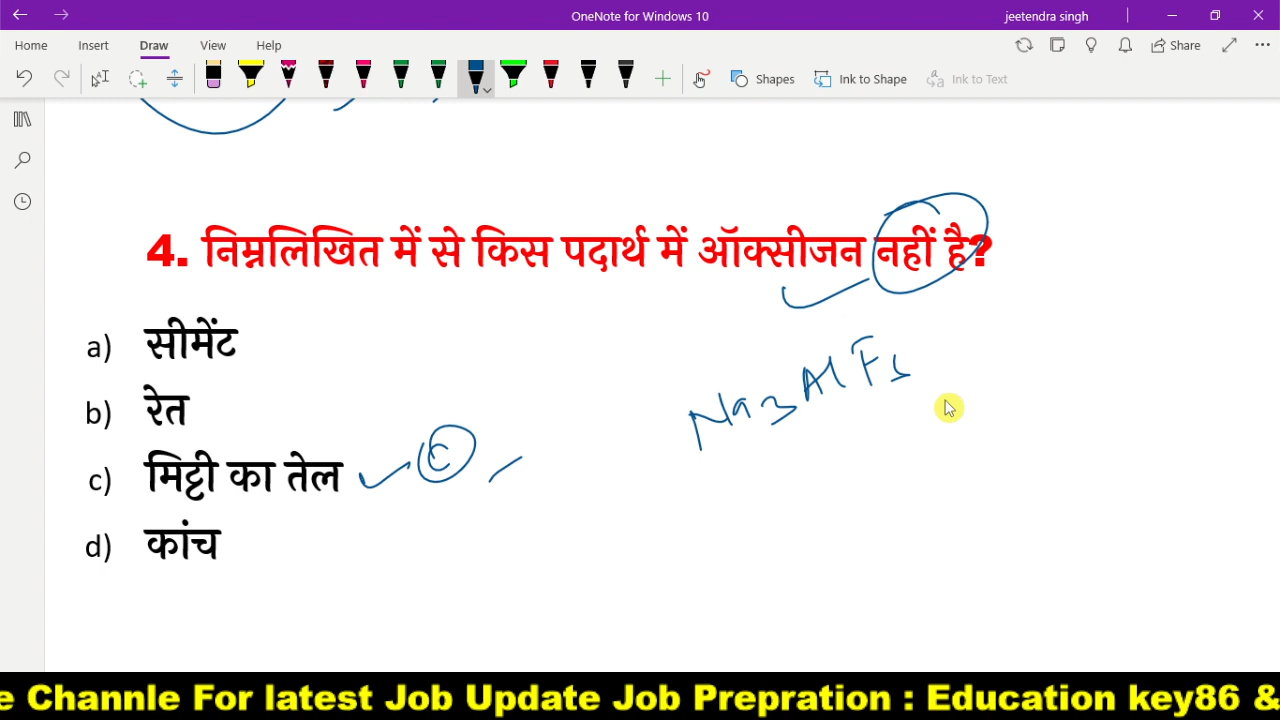 OneNote for Windows 10
jeetendra singh
Home Insert Draw View Help
Share
Shapes Ink to Shape Ink to Text
4. निम्नलिखित में से किस पदार्थ में ऑक्सीजन नहीं है?
a) सीमेंट
b) रेत
c) मिट्टी का तेल C
d) कांच
Na3AlF
e Channle For latest Job Update Job Prepration : Education key86 &